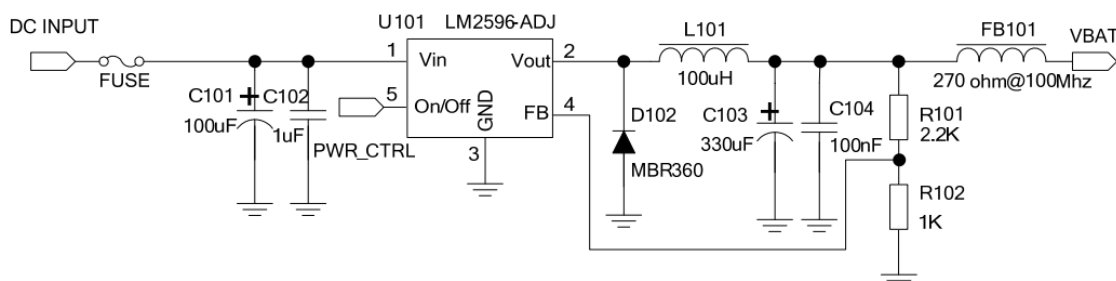 DC INPUT
FUSE
C101
100uF
C102
1uF
PWR_CTRL
U101
LM2596-ADJ
1
Vin
Vout
2
5
On/Off
GND
FB
4
3
D102
MBR360
L101
100uH
C103
330uF
C104
100nF
FB101
270 ohm@100Mhz
VBAT
R101
2.2K
R102
1K